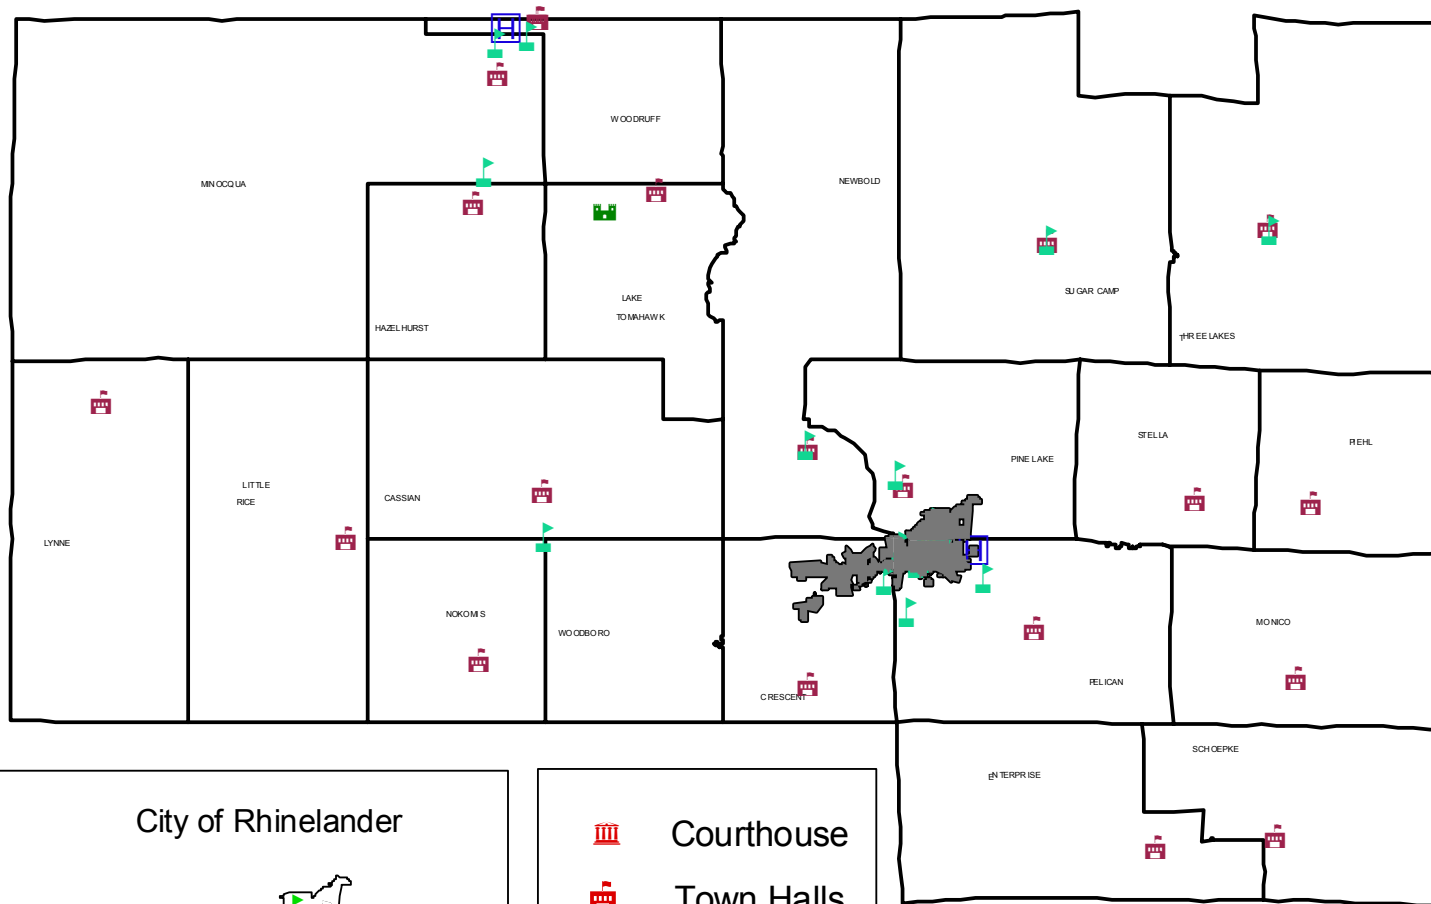 WOODRUFF
MINOCQUA
NEWBOLD
SUGAR CAMP
LAKE
TOMAHAWK
HAZELHURST
THREE LAKES
STELLA
PIEHL
PINE LAKE
LITTLE
RICE
CASSIAN
LYNNE
NOKOMIS
WOODBORO
MONICO
PELICAN
CRESCENT
SCHOEPKE
ENTERPRISE
City of Rhinelander
Courthouse
Town Halls